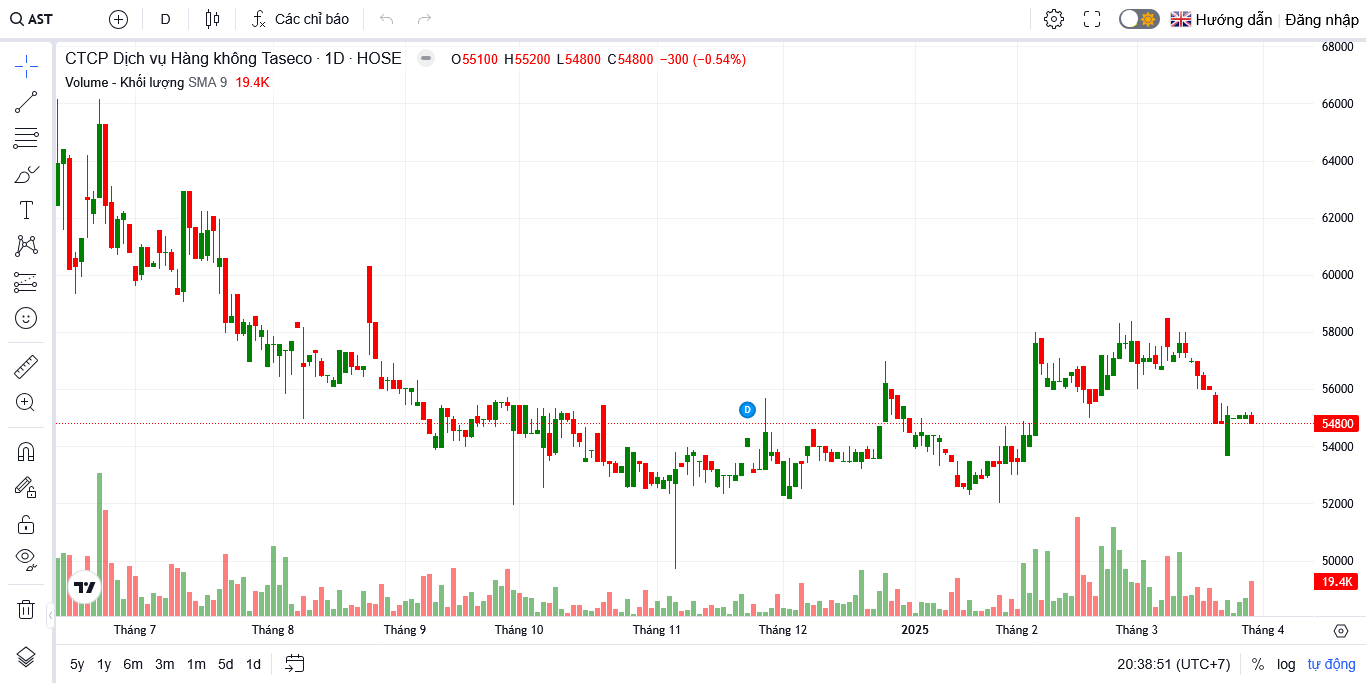 AST D Các chỉ báo Hướng dẫn Đăng nhập
CTCP Dịch vụ Hàng không Taseco · 1D · HOSE O55100 H55200 L54800 C54800 −300 (−0.54%)
Volume - Khối lượng SMA 9 19.4K
68000
66000
64000
62000
60000
58000
56000
54800
54000
52000
50000
19.4K
D
Tháng 7 Tháng 8 Tháng 9 Tháng 10 Tháng 11 Tháng 12 2025 Tháng 2 Tháng 3 Tháng 4
5y 1y 6m 3m 1m 5d 1d 20:38:51 (UTC+7) % log tự động